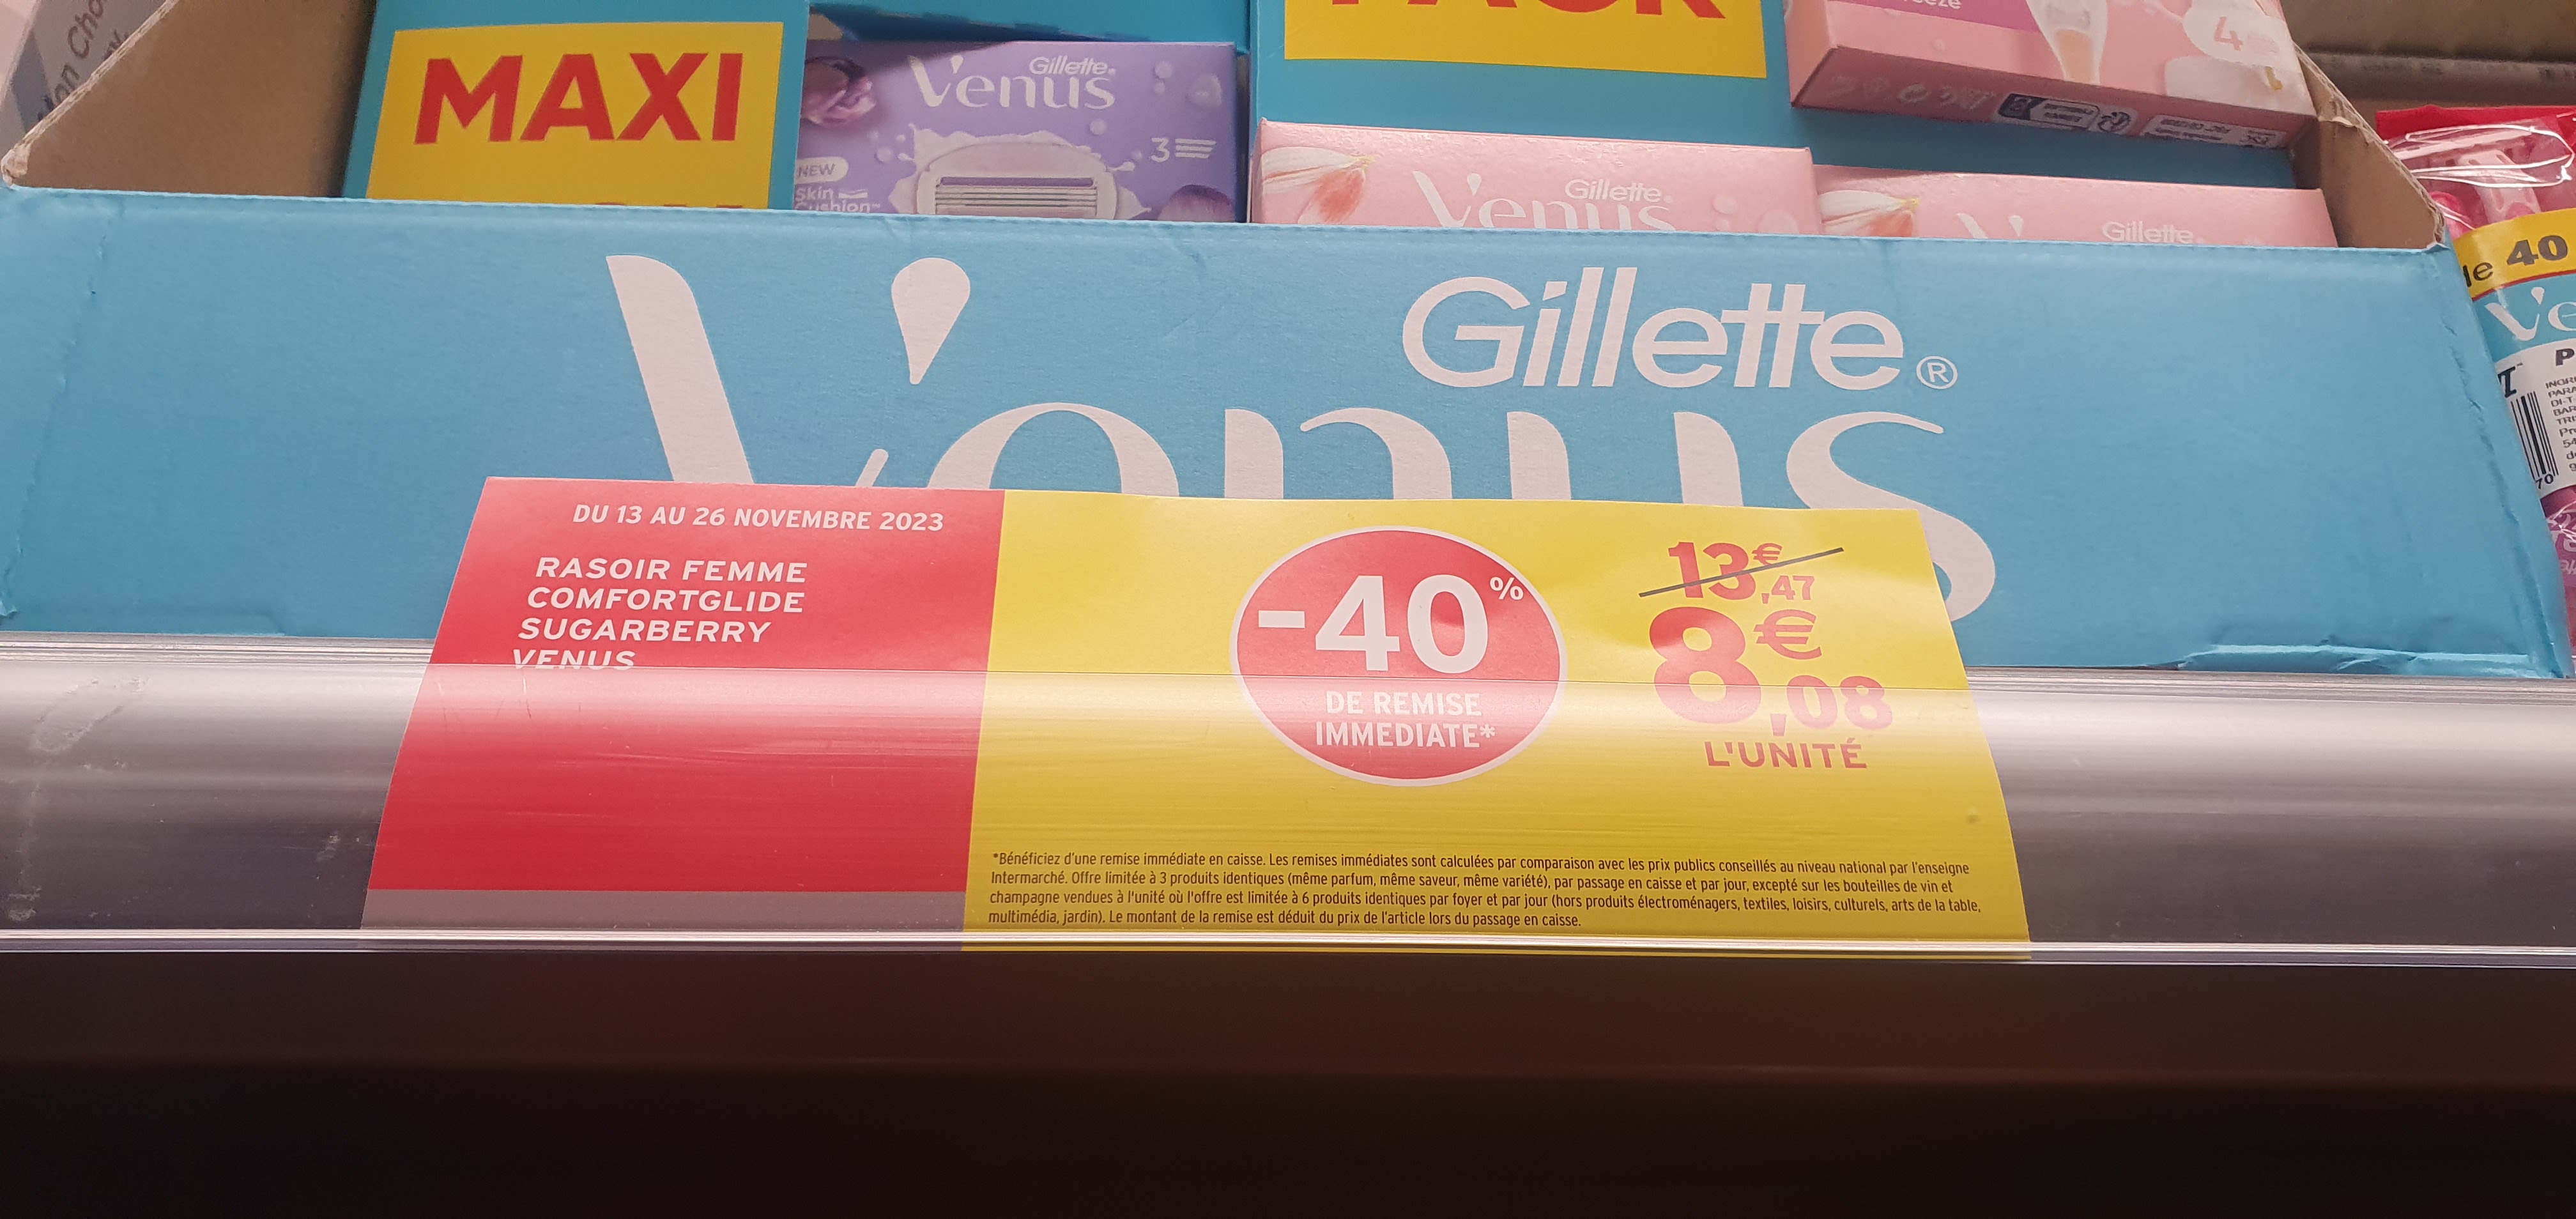 MAXI
PACK
Gillette
Venus
3
NEW
Skin
Cushion™
Gillette
Venus
Gillette
4
40
Gillette®
Venus
DU 13 AU 26 NOVEMBRE 2023
RASOIR FEMME
COMFORTGLIDE
SUGARBERRY
VENUS
-40%
DE REMISE
IMMEDIATE*
13€,47
8€,08
L'UNITÉ
*Bénéficiez d'une remise immédiate en caisse. Les remises immédiates sont calculées par comparaison avec les prix publics conseillés au niveau national par l'enseigne
Intermarché. Offre limitée à 3 produits identiques (même parfum, même saveur, même variété), par passage en caisse et par jour, excepté sur les bouteilles de vin et
champagne vendues à l'unité où l'offre est limitée à 6 produits identiques par foyer et par jour (hors produits électroménagers, textiles, loisirs, culturels, arts de la table,
multimédia, jardin). Le montant de la remise est déduit du prix de l'article lors du passage en caisse.